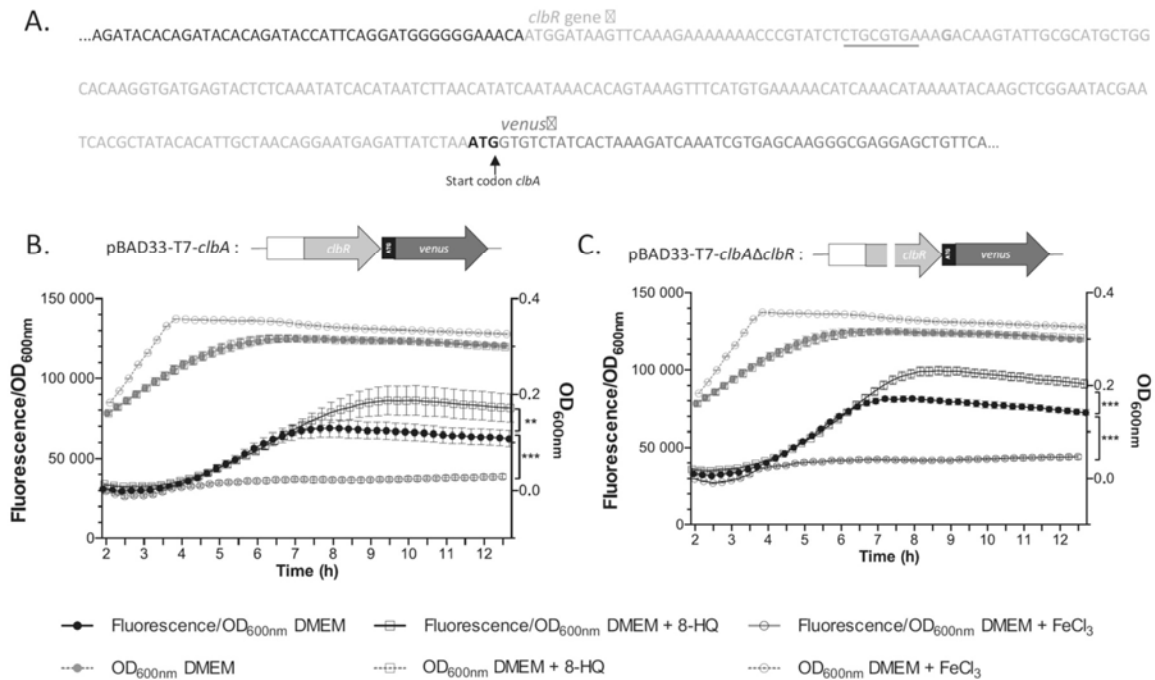 A.
clbR gene
...AGATACACAGATACACAGATACCATTCAGGATGGGGGGAAACAATGGATAAGTTCAAAGAAAAAAACCCGTATCTCTGCGTGAAAGACAAGTATTGCGCATGCTGG
CACAAGGTGATGAGTACTCTCAAATATCACATAATCTTAACATATCAATAAACACAGTAAAGTTTCATGTGAAAAACATCAAACATAAAATACAAGCTCGGAATACGAA
venus
TCACGCTATACACATTGCTAACAGGAATGAGATTATCTAAATGGTGTCTATCACTAAAGATCAAATCGTGAGCAAGGGCGAGGAGCTGTTCA...
Start codon clbA
B.
pBAD33-T7-clbA :
clbR
ATG
venus
150 000
100 000
50 000
0
Fluorescence/OD600nm
0.4
0.2
0.0
OD600nm
**
***
2 3 4 5 6 7 8 9 10 11 12
Time (h)
C.
pBAD33-T7-clbAΔclbR :
clbR
ATG
venus
150 000
100 000
50 000
0
Fluorescence/OD600nm
0.4
0.2
0.0
OD600nm
***
***
2 3 4 5 6 7 8 9 10 11 12
Time (h)
Fluorescence/OD600nm DMEM
Fluorescence/OD600nm DMEM + 8-HQ
Fluorescence/OD600nm DMEM + FeCl3
OD600nm DMEM
OD600nm DMEM + 8-HQ
OD600nm DMEM + FeCl3